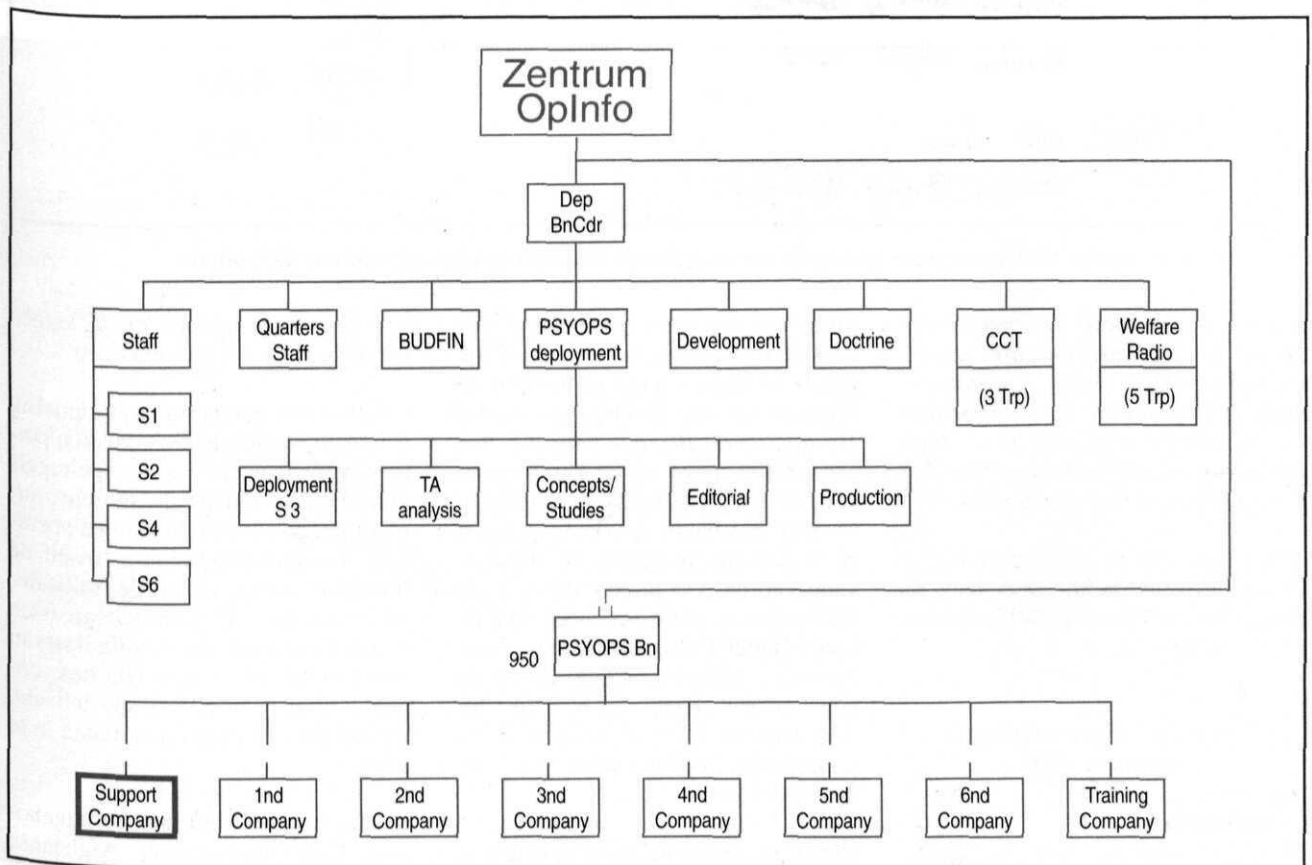 Zentrum
OpInfo
Dep
BnCdr
Staff
Quarters
Staff
BUDFIN
PSYOPS
deployment
Development
Doctrine
CCT
(3 Trp)
Welfare
Radio
(5 Trp)
S1
S2
S4
S6
Deployment
S 3
TA
analysis
Concepts/
Studies
Editorial
Production
950
PSYOPS Bn
Support
Company
1nd
Company
2nd
Company
3nd
Company
4nd
Company
5nd
Company
6nd
Company
Training
Company